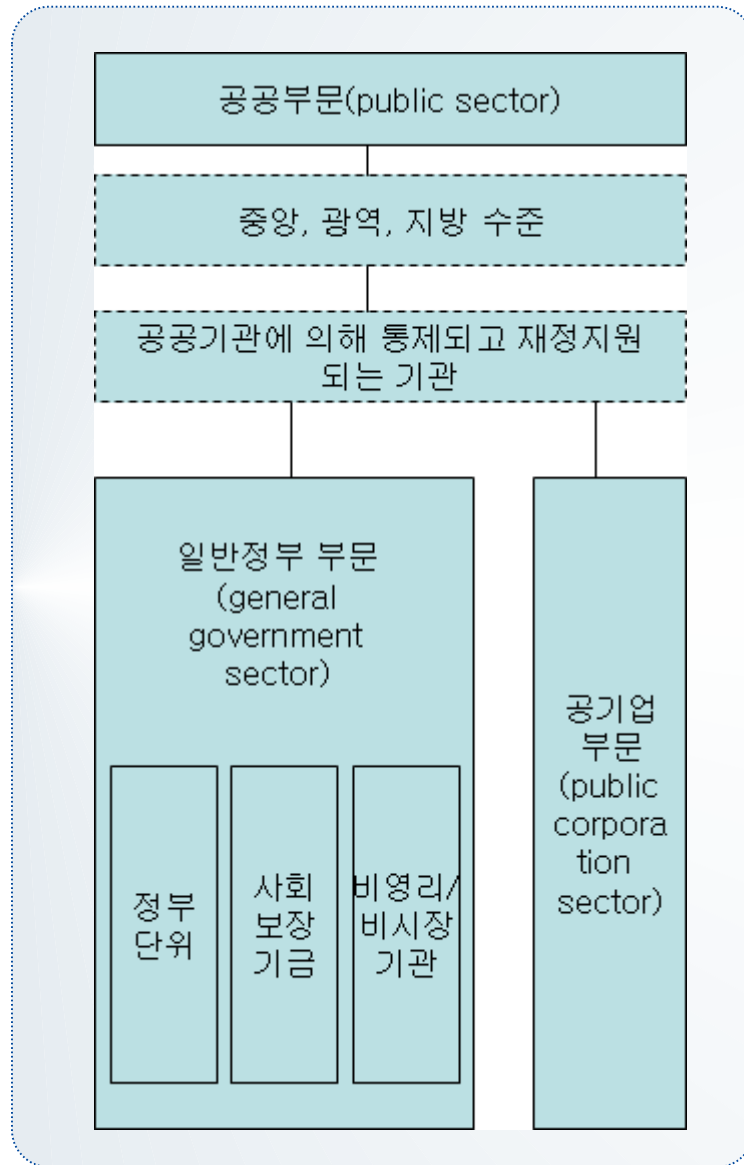 공공부문(public sector)
중앙, 광역, 지방 수준
공공기관에 의해 통제되고 재정지원
되는 기관
일반정부 부문
(general
government
sector)
정부
단위
사회
보장
기금
비영리/
비시장
기관
공기업
부문
(public
corpora
tion
sector)